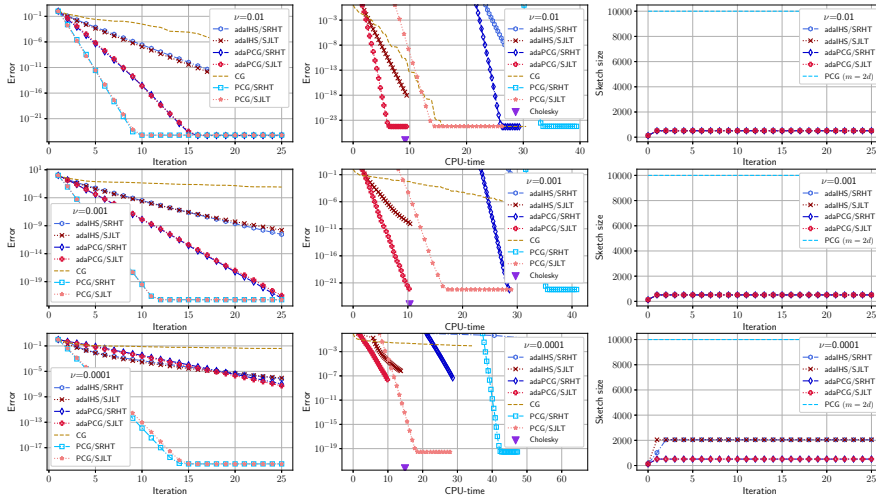 ν=0.01
adaIHS/SRHT
adaIHS/SJLT
adaPCG/SRHT
adaPCG/SJLT
CG
PCG/SRHT
PCG/SJLT
Error
10⁻¹
10⁻⁶
10⁻¹¹
10⁻¹⁶
10⁻²¹
0 5 10 15 20 25
Iteration
ν=0.01
adaIHS/SRHT
adaIHS/SJLT
adaPCG/SRHT
adaPCG/SJLT
CG
PCG/SRHT
PCG/SJLT
Cholesky
Error
10⁻³
10⁻⁸
10⁻¹³
10⁻¹⁸
10⁻²³
0 10 20 30 40
CPU-time
ν=0.01
adaIHS/SRHT
adaIHS/SJLT
adaPCG/SRHT
adaPCG/SJLT
PCG (m = 2d)
Sketch size
10000
8000
6000
4000
2000
0
0 5 10 15 20 25
Iteration
ν=0.001
adaIHS/SRHT
adaIHS/SJLT
adaPCG/SRHT
adaPCG/SJLT
CG
PCG/SRHT
PCG/SJLT
Error
10¹
10⁻⁴
10⁻⁹
10⁻¹⁴
10⁻¹⁹
0 5 10 15 20 25
Iteration
ν=0.001
adaIHS/SRHT
adaIHS/SJLT
adaPCG/SRHT
adaPCG/SJLT
CG
PCG/SRHT
PCG/SJLT
Cholesky
Error
10⁻¹
10⁻⁶
10⁻¹¹
10⁻¹⁶
10⁻²¹
0 10 20 30 40
CPU-time
ν=0.001
adaIHS/SRHT
adaIHS/SJLT
adaPCG/SRHT
adaPCG/SJLT
PCG (m = 2d)
Sketch size
10000
8000
6000
4000
2000
0
0 5 10 15 20 25
Iteration
ν=0.0001
adaIHS/SRHT
adaIHS/SJLT
adaPCG/SRHT
adaPCG/SJLT
CG
PCG/SRHT
PCG/SJLT
Error
10⁻¹
10⁻⁵
10⁻⁹
10⁻¹³
10⁻¹⁷
0 5 10 15 20 25
Iteration
ν=0.0001
adaIHS/SRHT
adaIHS/SJLT
adaPCG/SRHT
adaPCG/SJLT
CG
PCG/SRHT
PCG/SJLT
Cholesky
Error
10⁻³
10⁻⁷
10⁻¹¹
10⁻¹⁵
10⁻¹⁹
0 10 20 30 40 50 60
CPU-time
ν=0.0001
adaIHS/SRHT
adaIHS/SJLT
adaPCG/SRHT
adaPCG/SJLT
PCG (m = 2d)
Sketch size
10000
8000
6000
4000
2000
0
0 5 10 15 20 25
Iteration